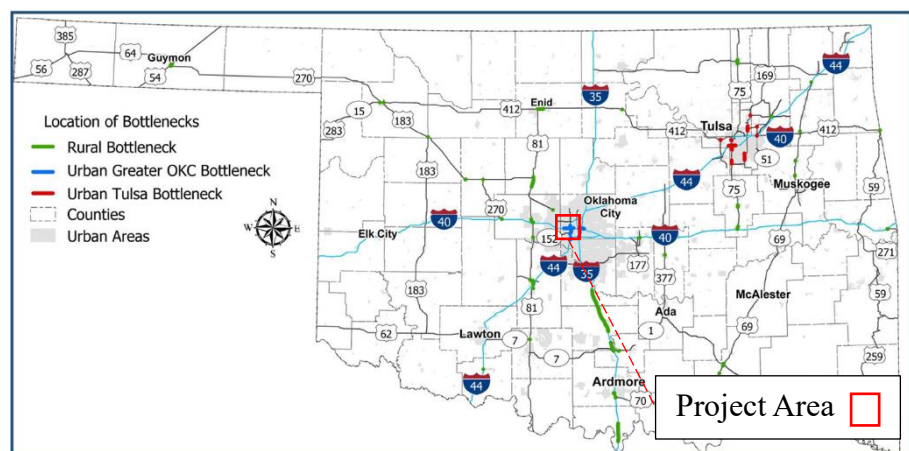 385
64
Guymon
56
287
54
270
35
169
44
75
15
412
Enid
283
183
412
Tulsa
40
412
51
Location of Bottlenecks
Rural Bottleneck
Urban Greater OKC Bottleneck
Urban Tulsa Bottleneck
Counties
Urban Areas
81
183
44
75
Muskogee
59
270
Oklahoma
City
N
W
E
S
40
Elk City
152
40
69
271
44
35
177
377
183
81
McAlester
59
Ada
62
Lawton
7
1
69
7
259
44
Ardmore
70
Project Area